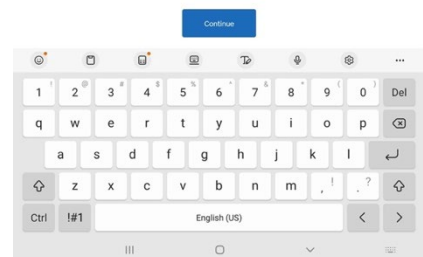 Continue
1 ! 2 @ 3 # 4 $ 5 % 6 ^ 7 & 8 * 9 ( 0 ) Del
q w e r t y u i o p
a s d f g h j k l
z x c v b n m , ! . ?
Ctrl !#1 English (US) < >